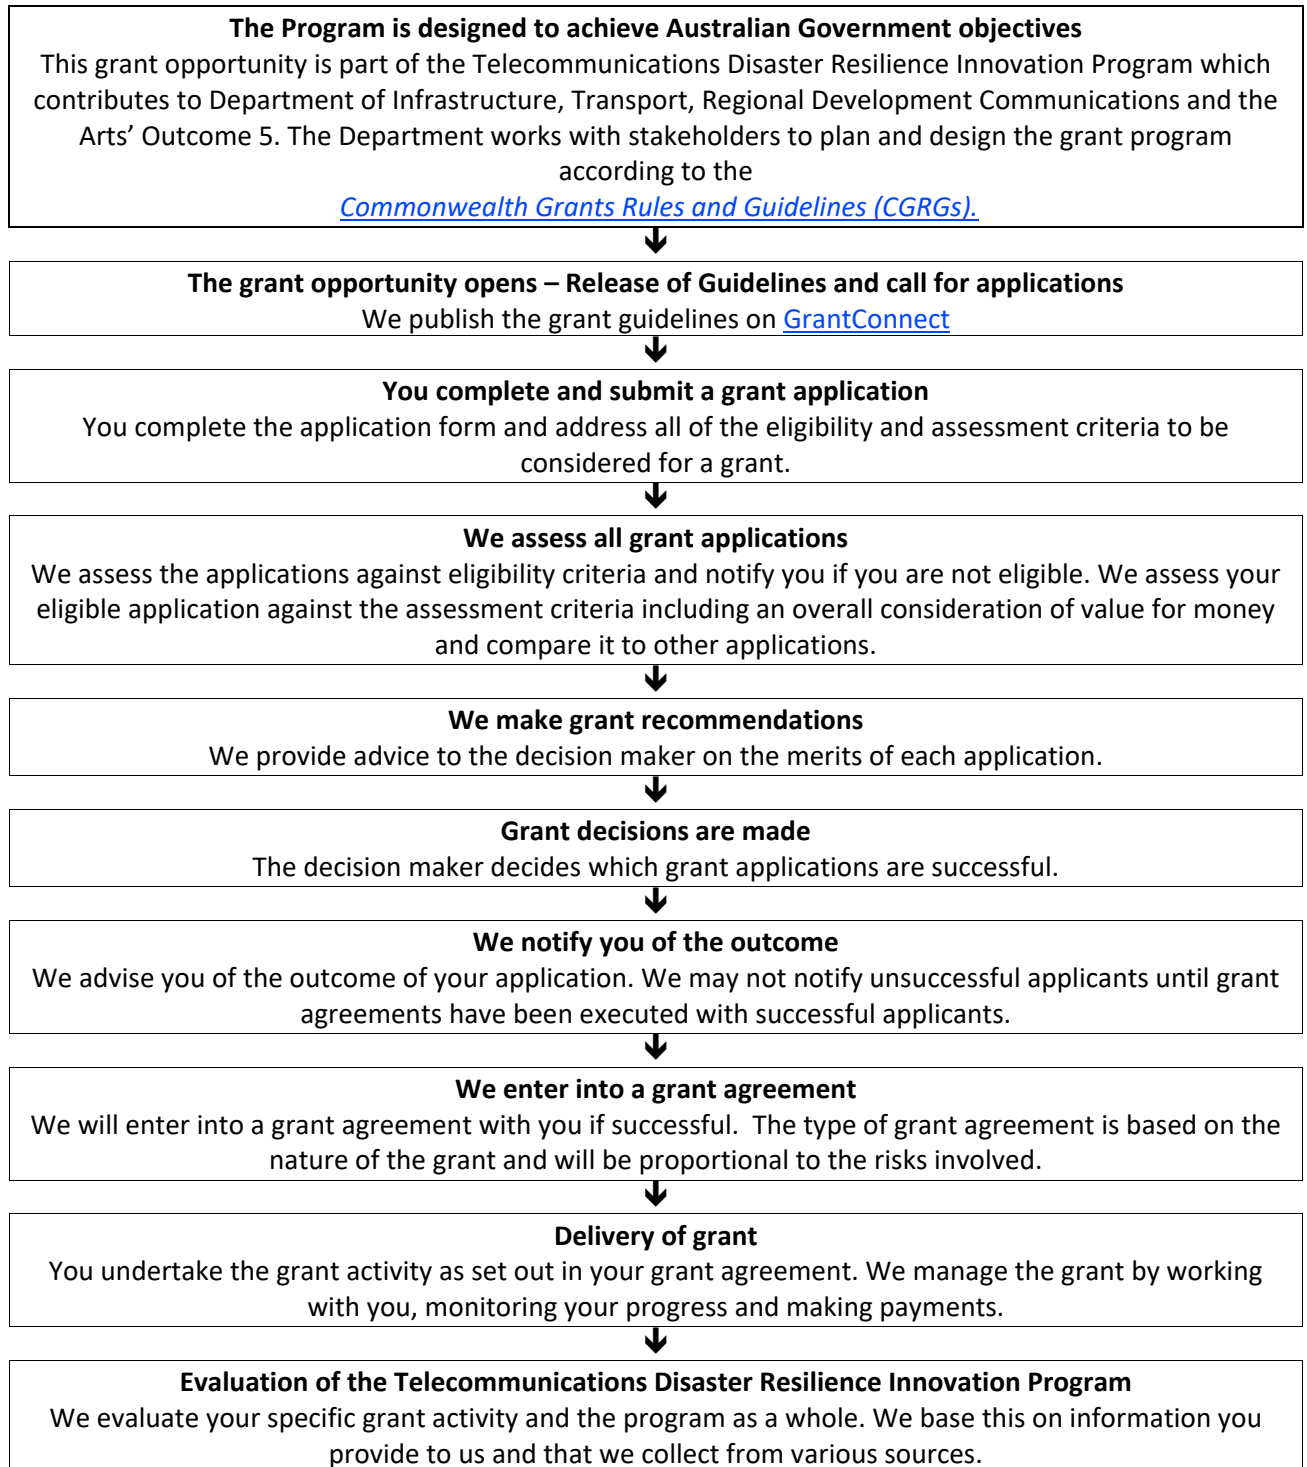 The Program is designed to achieve Australian Government objectives
This grant opportunity is part of the Telecommunications Disaster Resilience Innovation Program which
contributes to Department of Infrastructure, Transport, Regional Development Communications and the
Arts’ Outcome 5. The Department works with stakeholders to plan and design the grant program
according to the
Commonwealth Grants Rules and Guidelines (CGRGs).
The grant opportunity opens – Release of Guidelines and call for applications
We publish the grant guidelines on GrantConnect
You complete and submit a grant application
You complete the application form and address all of the eligibility and assessment criteria to be
considered for a grant.
We assess all grant applications
We assess the applications against eligibility criteria and notify you if you are not eligible. We assess your
eligible application against the assessment criteria including an overall consideration of value for money
and compare it to other applications.
We make grant recommendations
We provide advice to the decision maker on the merits of each application.
Grant decisions are made
The decision maker decides which grant applications are successful.
We notify you of the outcome
We advise you of the outcome of your application. We may not notify unsuccessful applicants until grant
agreements have been executed with successful applicants.
We enter into a grant agreement
We will enter into a grant agreement with you if successful.  The type of grant agreement is based on the
nature of the grant and will be proportional to the risks involved.
Delivery of grant
You undertake the grant activity as set out in your grant agreement. We manage the grant by working
with you, monitoring your progress and making payments.
Evaluation of the Telecommunications Disaster Resilience Innovation Program
We evaluate your specific grant activity and the program as a whole. We base this on information you
provide to us and that we collect from various sources.